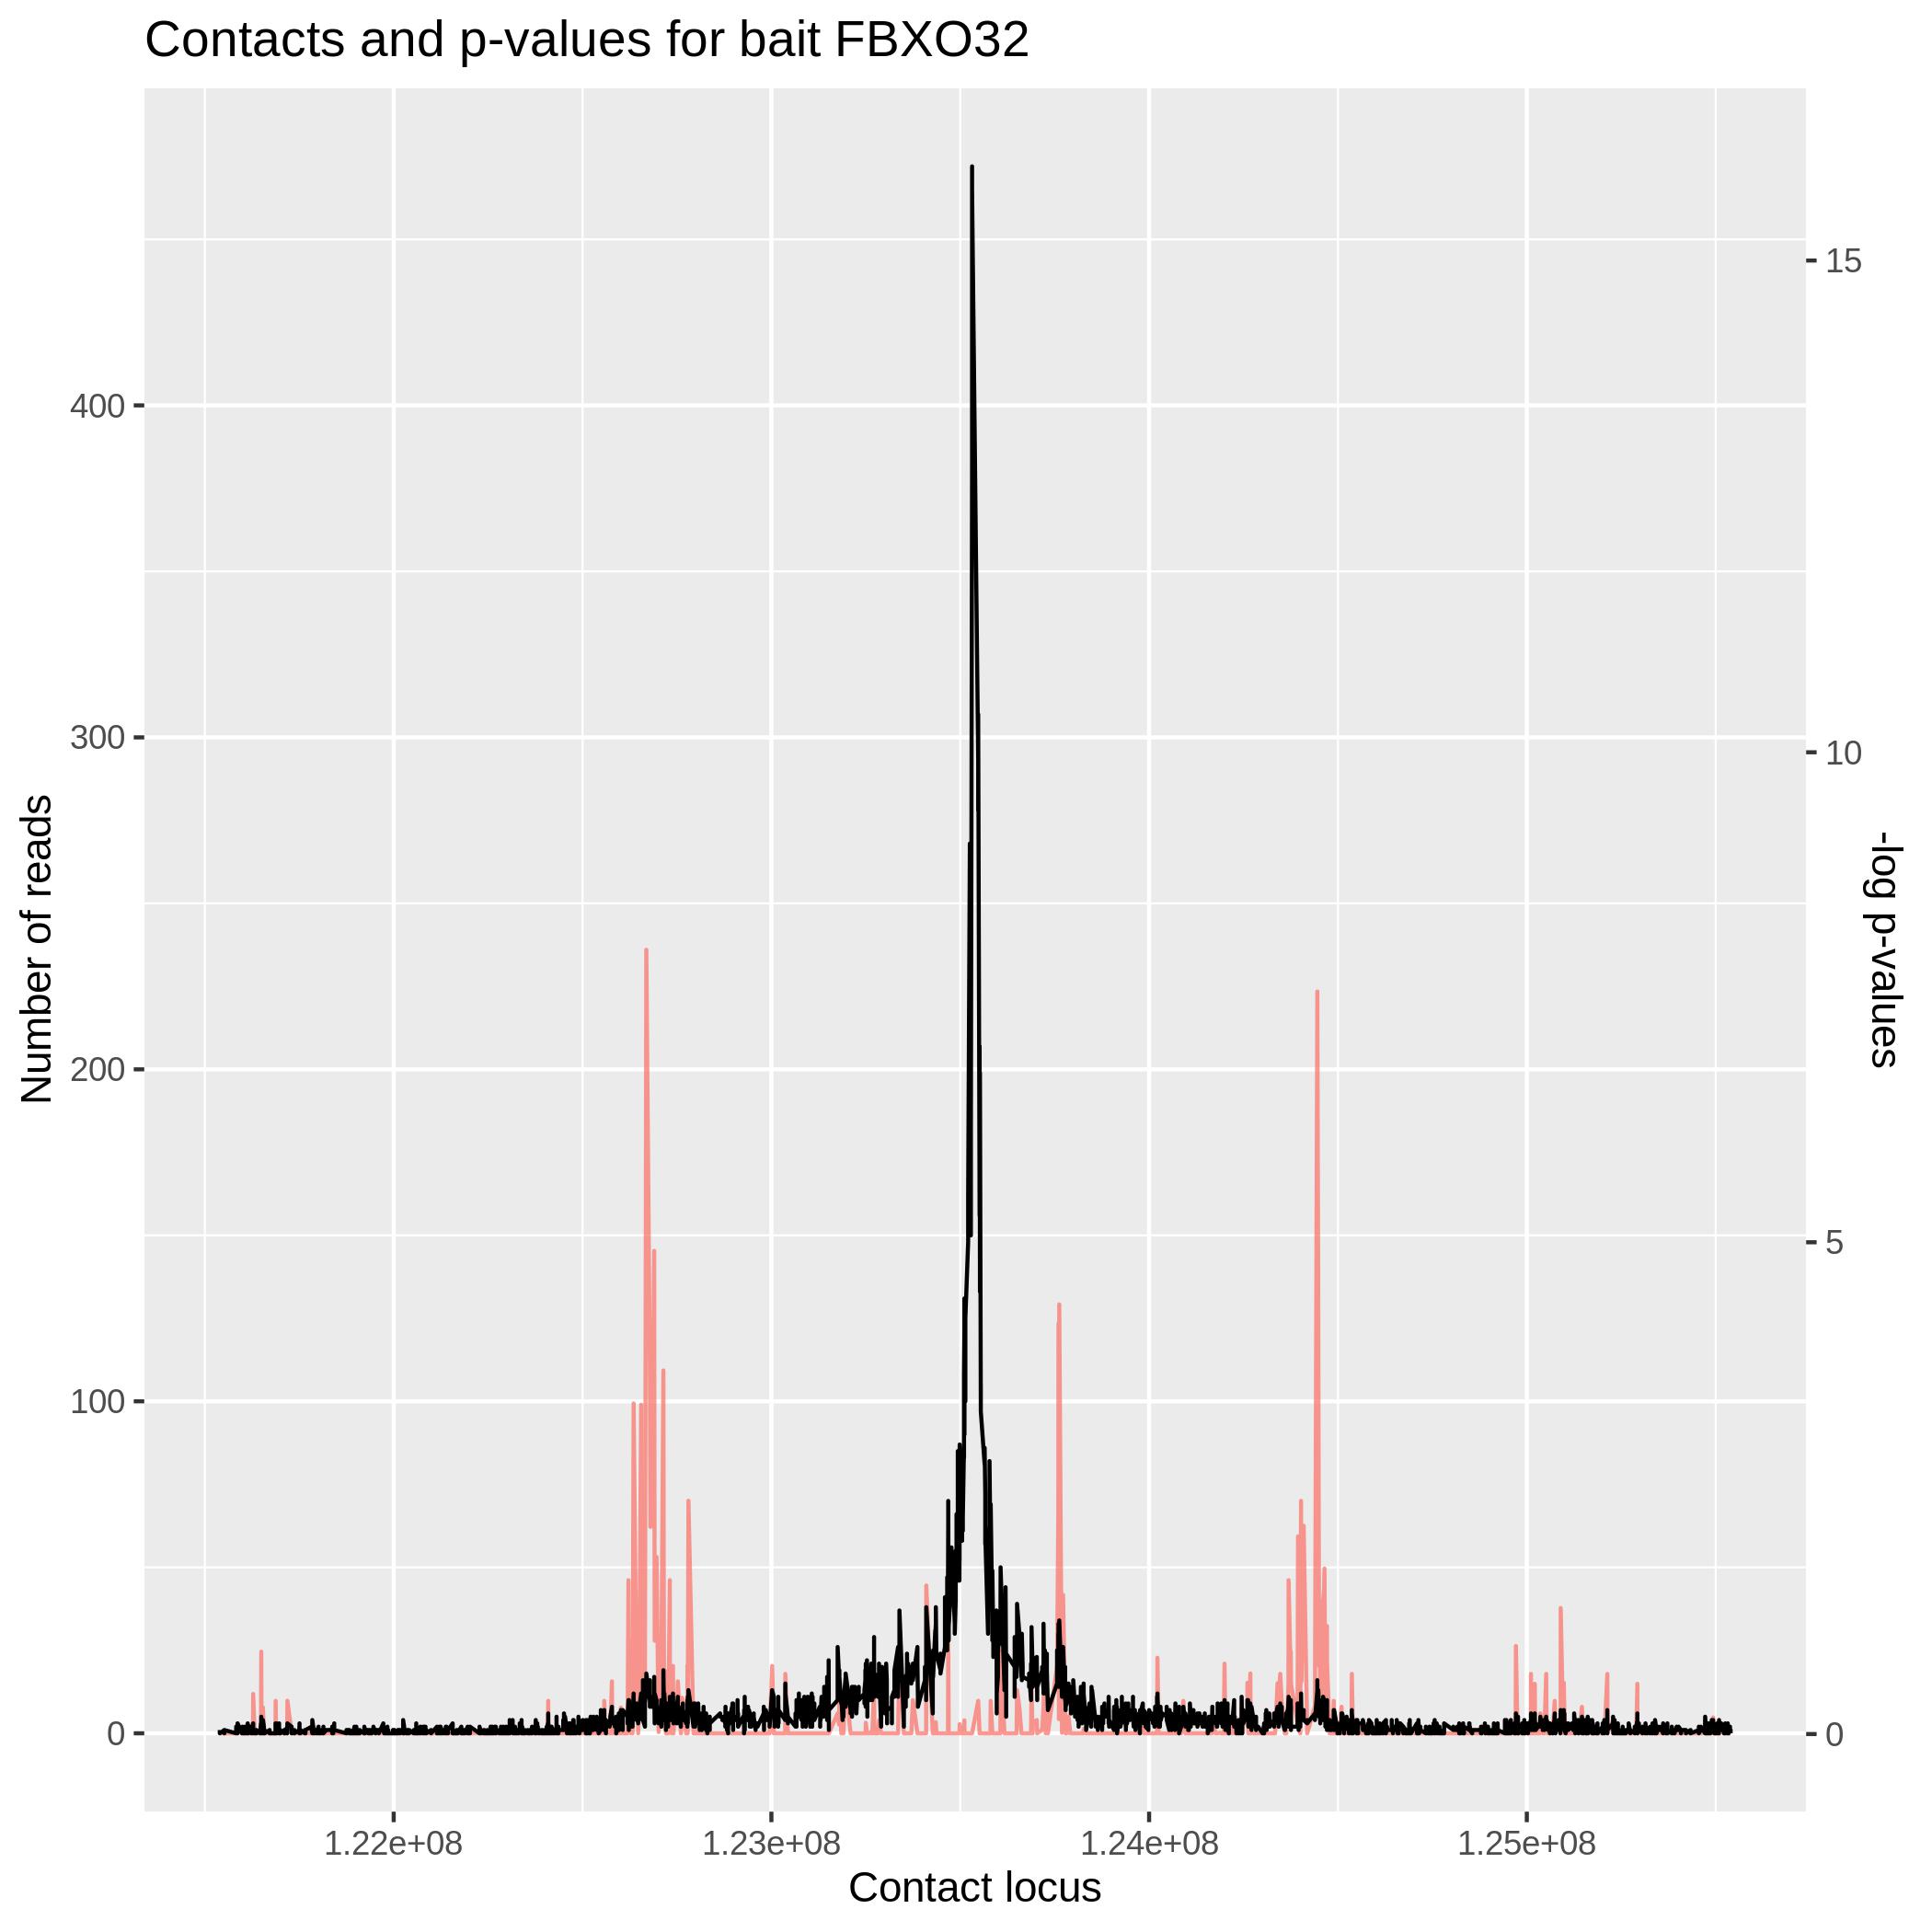 Contacts and p-values for bait FBXO32
400
300
200
100
0
Number of reads
15
10
5
0
-log p-values
1.22e+08
1.23e+08
1.24e+08
1.25e+08
Contact locus